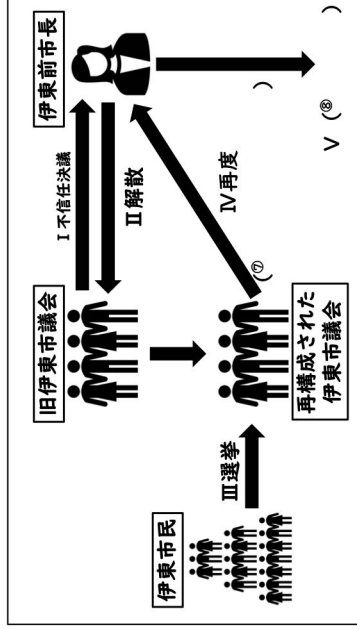 伊東前市長
Ⅰ不信任決議
Ⅱ解散
旧伊東市議会
Ⅳ再度
(⑦ )
Ⅴ (⑧ )
再構成された
伊東市議会
Ⅲ選挙
伊東市民